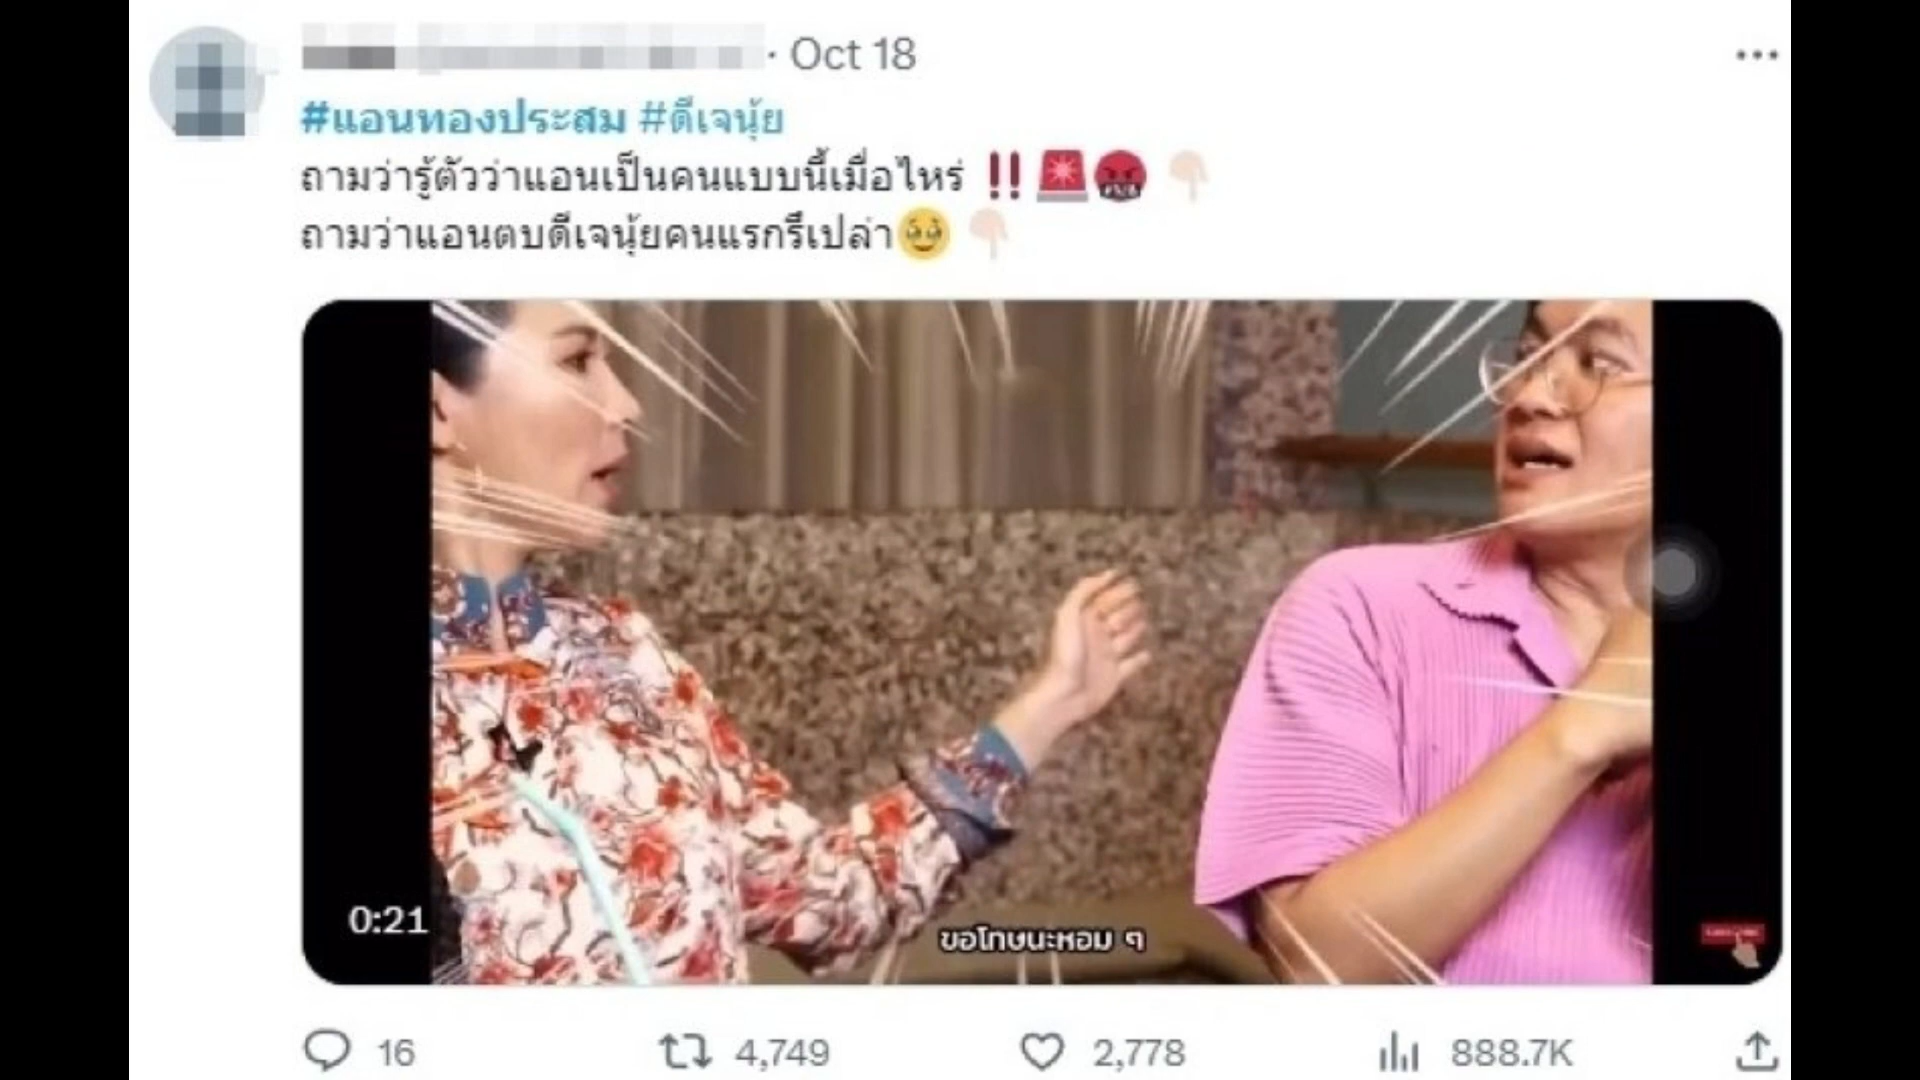 · Oct 18
#แอนทองประสม #ดีเจนุ้ย
ถามว่ารู้ตัวว่าแอนเป็นคนแบบนี้เมื่อไหร่ ‼️🚨🤬 👇🏻
ถามว่าแอนตบดีเจนุ้ยคนแรกรึเปล่า🥹 👇🏻
0:21
ขอโทษนะหอม ๆ
16 4,749 2,778 888.7K